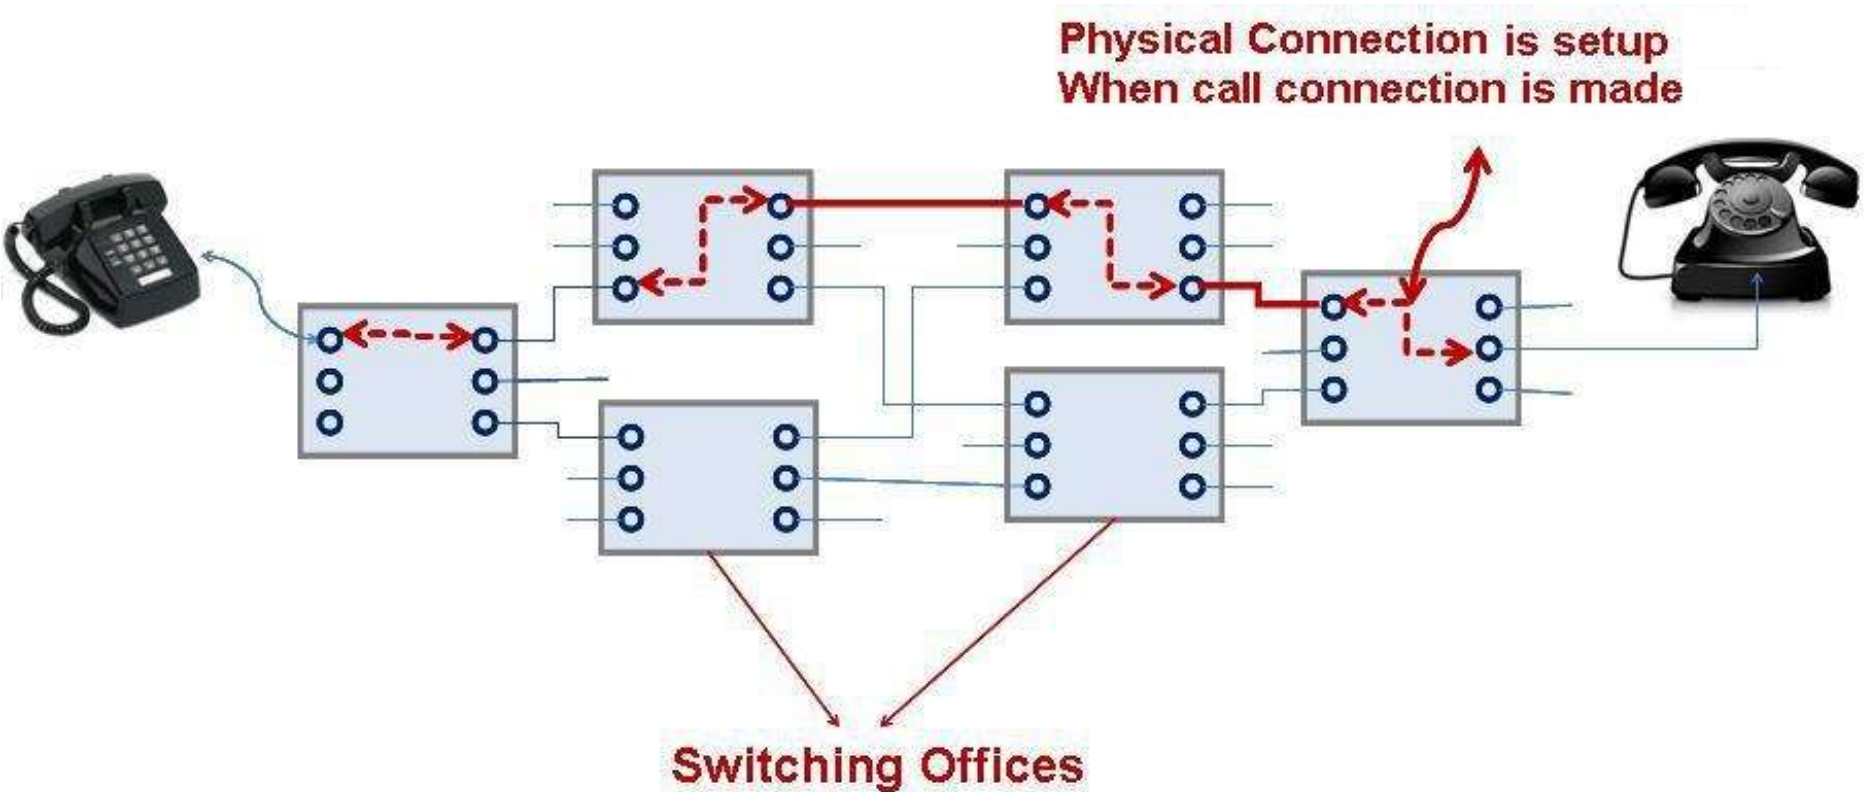 Physical Connection is setup
When call connection is made
Switching Offices